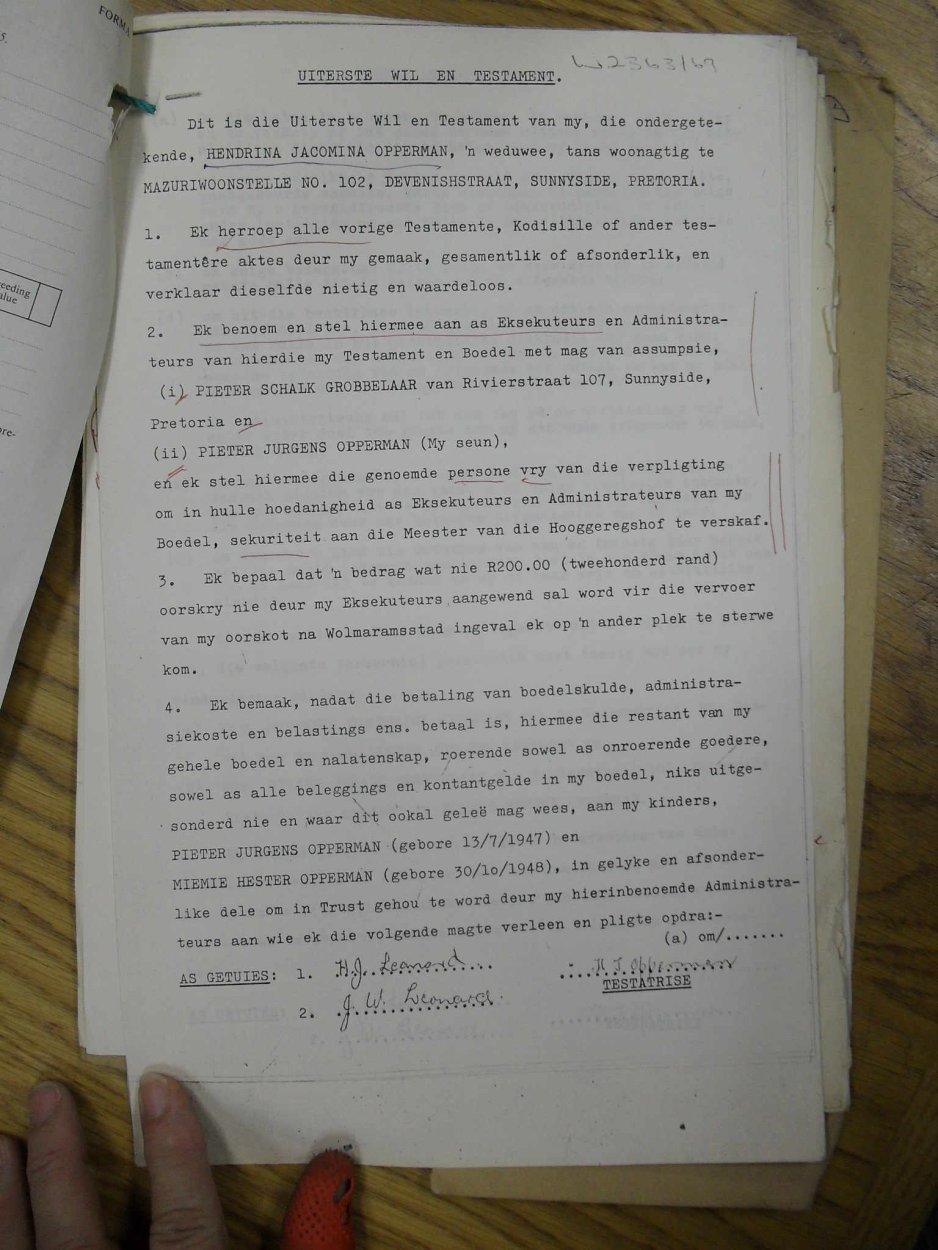 FORMA
5.
reeding
alue
pre-
W2363/69
UITERSTE WIL EN TESTAMENT.
Dit is die Uiterste Wil en Testament van my, die ondergete-
kende, HENDRINA JACOMINA OPPERMAN, 'n weduwee, tans woonagtig te
MAZURIWOONSTELLE NO. 102, DEVENISHSTRAAT, SUNNYSIDE, PRETORIA.
1. Ek herroep alle vorige Testamente, Kodisille of ander tes-
tamentêre aktes deur my gemaak, gesamentlik of afsonderlik, en
verklaar dieselfde nietig en waardeloos.
2. Ek benoem en stel hiermee aan as Eksekuteurs en Administra-
teurs van hierdie my Testament en Boedel met mag van assumpsie,
(i) PIETER SCHALK GROBBELAAR van Rivierstraat 107, Sunnyside,
Pretoria en
(ii) PIETER JURGENS OPPERMAN (My seun),
en ek stel hiermee die genoemde persone vry van die verpligting
om in hulle hoedanigheid as Eksekuteurs en Administrateurs van my
Boedel, sekuriteit aan die Meester van die Hooggeregshof te verskaf.
3. Ek bepaal dat 'n bedrag wat nie R200.00 (tweehonderd rand)
oorskry nie deur my Eksekuteurs aangewend sal word vir die vervoer
van my oorskot na Wolmaramsstad ingeval ek op 'n ander plek te sterwe
kom.
4. Ek bemaak, nadat die betaling van boedelskulde, administra-
siekoste en belastings ens. betaal is, hiermee die restant van my
gehele boedel en nalatenskap, roerende sowel as onroerende goedere,
sowel as alle beleggings en kontantgelde in my boedel, niks uitge-
sonderd nie en waar dit ookal geleë mag wees, aan my kinders,
PIETER JURGENS OPPERMAN (gebore 13/7/1947) en
MIEMIE HESTER OPPERMAN (gebore 30/10/1948), in gelyke en afsonder-
like dele om in Trust gehou te word deur my hierinbenoemde Administra-
teurs aan wie ek die volgende magte verleen en pligte opdra:-
(a) om/.......
AS GETUIES: 1. H.J. Leonard
H. J. Opperman
TESTATRISE
2. J. W. Leonard